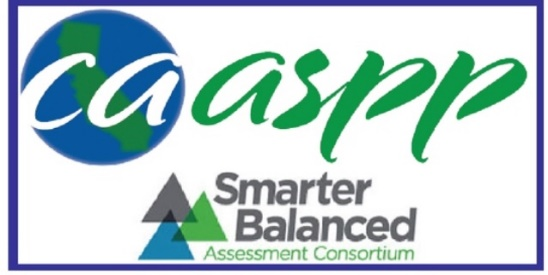 caaspp
Smarter
Balanced
Assessment Consortium